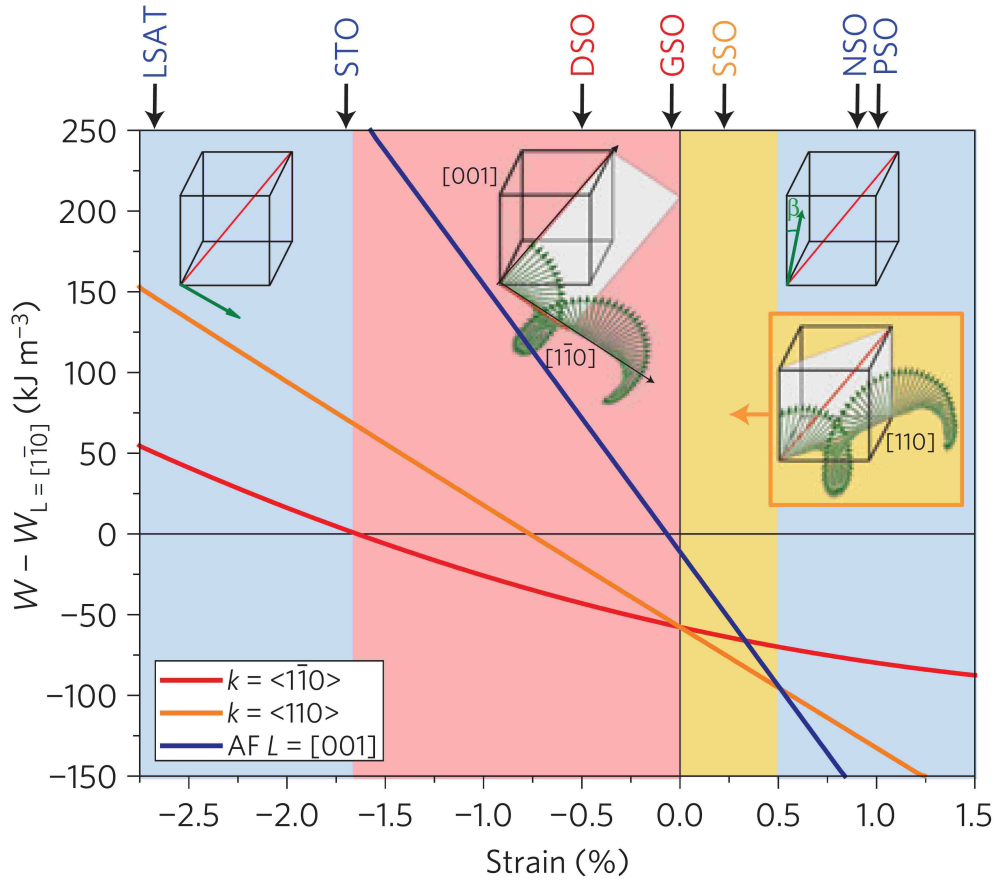 LSAT STO DSO GSO SSO NSO PSO
250
200
150
100
50
0
−50
−100
−150
W − W L = [11̄0] (kJ m−3)
[001]
[11̄0]
β
[110]
k = <11̄0>
k = <110>
AF L = [001]
−2.5 −2.0 −1.5 −1.0 −0.5 0.0 0.5 1.0 1.5
Strain (%)